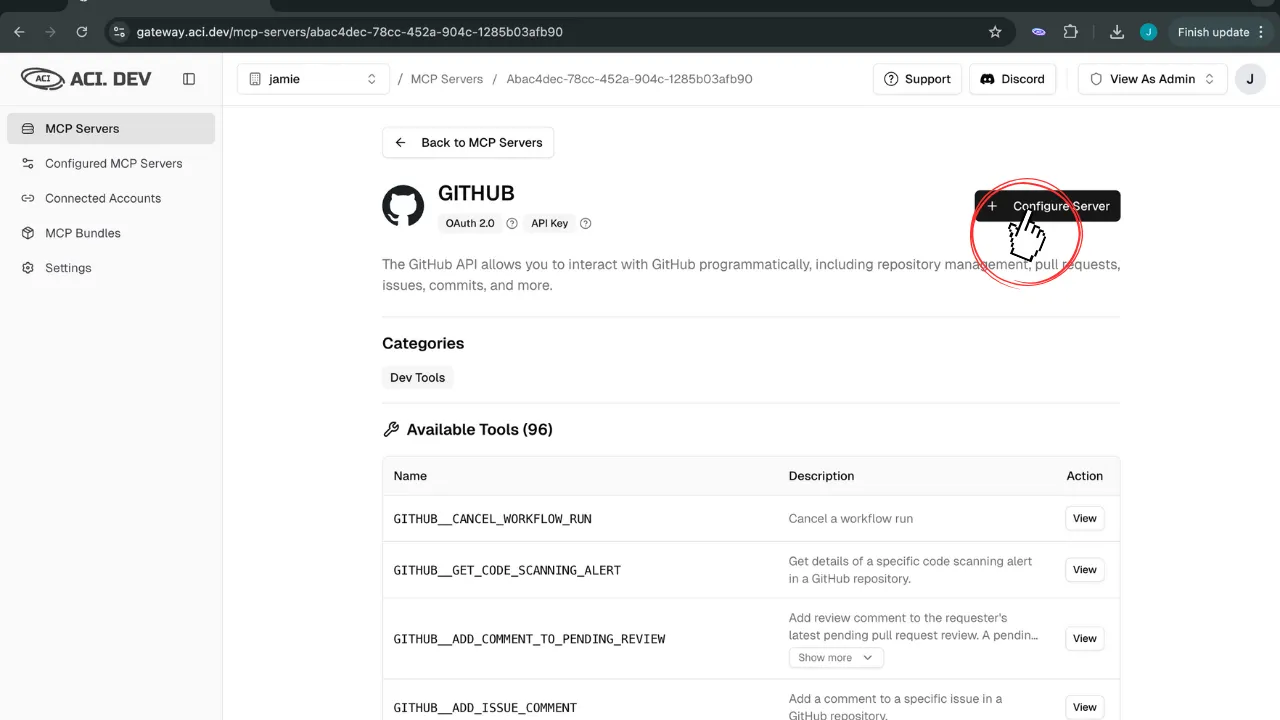 gateway.aci.dev/mcp-servers/abac4dec-78cc-452a-904c-1285b03afb90
J
Finish update
ACI
ACI. DEV
jamie
/ MCP Servers / Abac4dec-78cc-452a-904c-1285b03afb90
Support
Discord
View As Admin
J
MCP Servers
Configured MCP Servers
Connected Accounts
MCP Bundles
Settings
Back to MCP Servers
GITHUB
OAuth 2.0
API Key
+ Configure Server
The GitHub API allows you to interact with GitHub programmatically, including repository management, pull requests,
issues, commits, and more.
Categories
Dev Tools
Available Tools (96)
Name Description Action
GITHUB__CANCEL_WORKFLOW_RUN Cancel a workflow run View
GITHUB__GET_CODE_SCANNING_ALERT Get details of a specific code scanning alert
in a GitHub repository. View
GITHUB__ADD_COMMENT_TO_PENDING_REVIEW Add review comment to the requester's
latest pending pull request review. A pendin... View
Show more
GITHUB__ADD_ISSUE_COMMENT Add a comment to a specific issue in a
GitHub repository. View